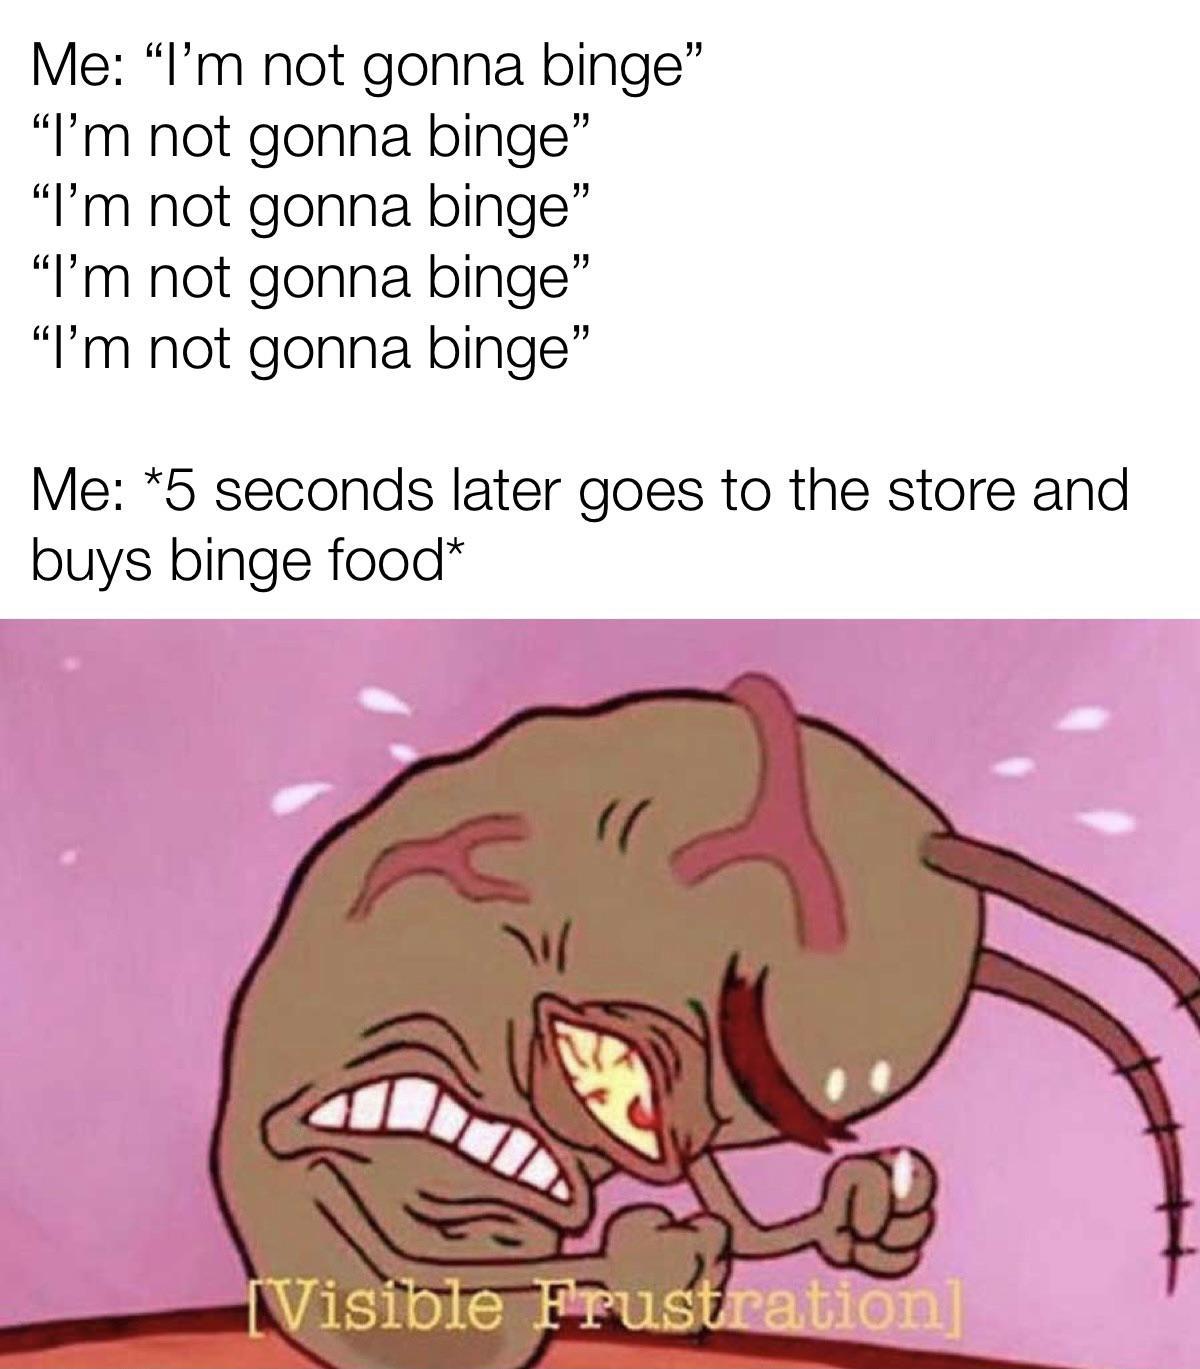 Me: “I’m not gonna binge”
“I’m not gonna binge”
“I’m not gonna binge”
“I’m not gonna binge”
“I’m not gonna binge”
Me: *5 seconds later goes to the store and
buys binge food*
[Visible Frustration]